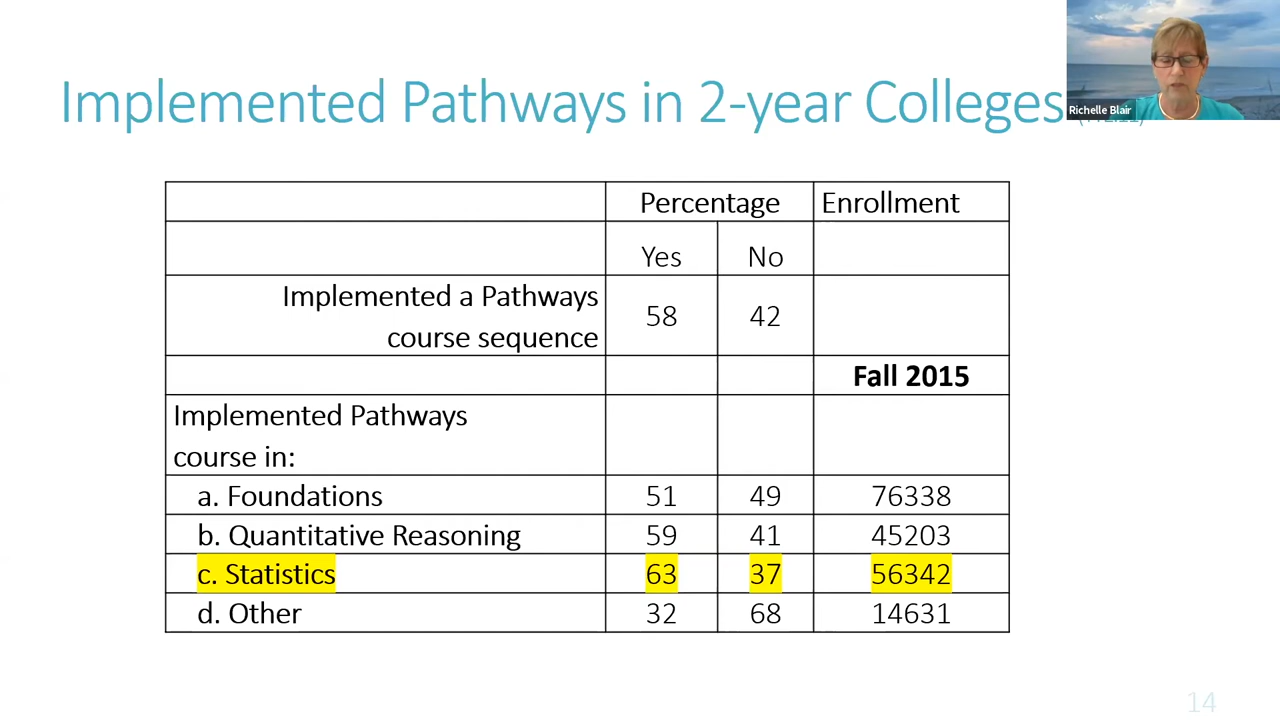 Implemented Pathways in 2-year Colleges
Richelle Blair
Percentage Enrollment
Yes No
Implemented a Pathways
course sequence
58 42
Fall 2015
Implemented Pathways
course in:
a. Foundations 51 49 76338
b. Quantitative Reasoning 59 41 45203
c. Statistics 63 37 56342
d. Other 32 68 14631
14